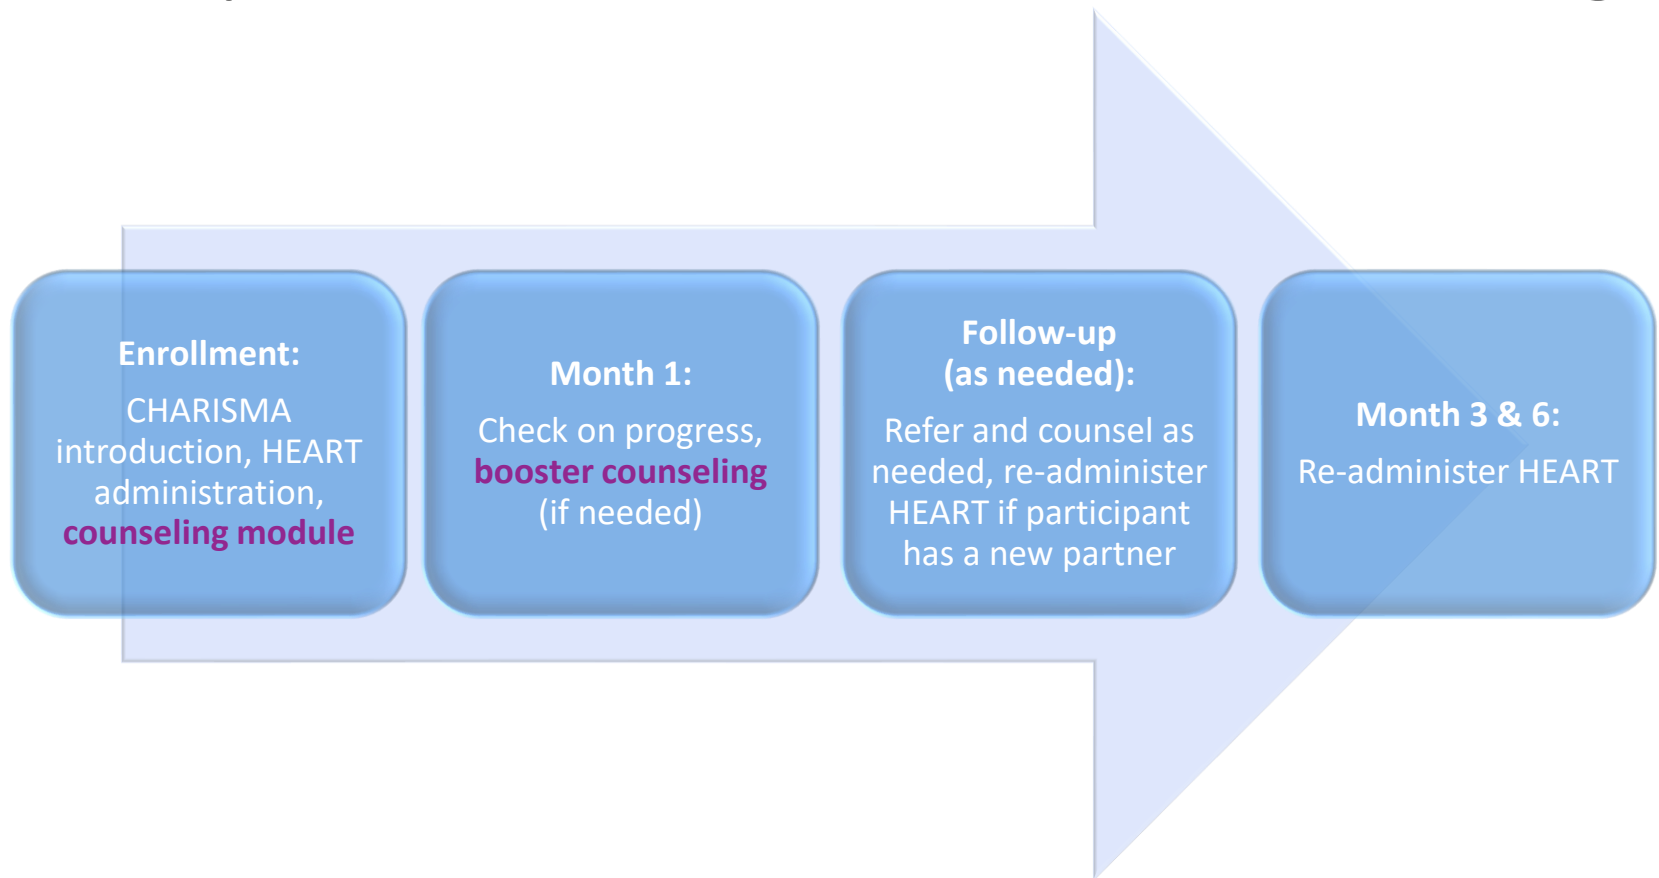 Enrollment:
CHARISMA
introduction, HEART
administration,
counseling module
Month 1:
Check on progress,
booster counseling
(if needed)
Follow-up
(as needed):
Refer and counsel as
needed, re-administer
HEART if participant
has a new partner
Month 3 & 6:
Re-administer HEART